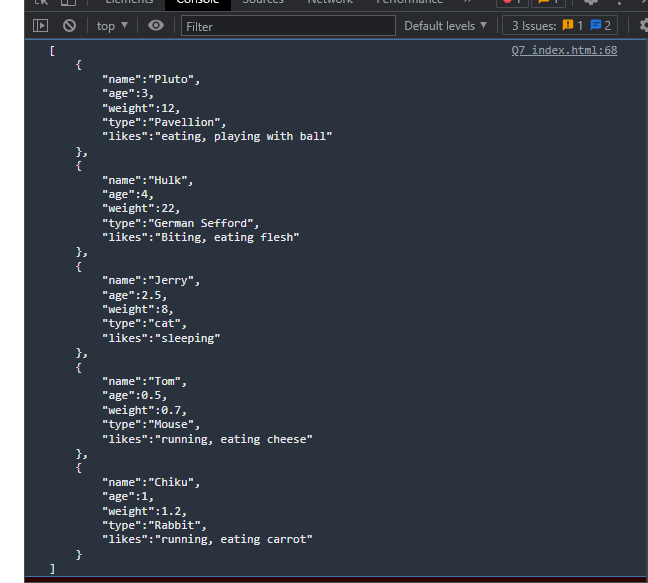 Elements Console Sources Network Performance » 1 1
top ▼ Filter Default levels ▼ 3 Issues: 1 2
[ Q7 index.html:68
{
"name":"Pluto",
"age":3,
"weight":12,
"type":"Pavellion",
"likes":"eating, playing with ball"
},
{
"name":"Hulk",
"age":4,
"weight":22,
"type":"German Sefford",
"likes":"Biting, eating flesh"
},
{
"name":"Jerry",
"age":2.5,
"weight":8,
"type":"cat",
"likes":"sleeping"
},
{
"name":"Tom",
"age":0.5,
"weight":0.7,
"type":"Mouse",
"likes":"running, eating cheese"
},
{
"name":"Chiku",
"age":1,
"weight":1.2,
"type":"Rabbit",
"likes":"running, eating carrot"
}
]